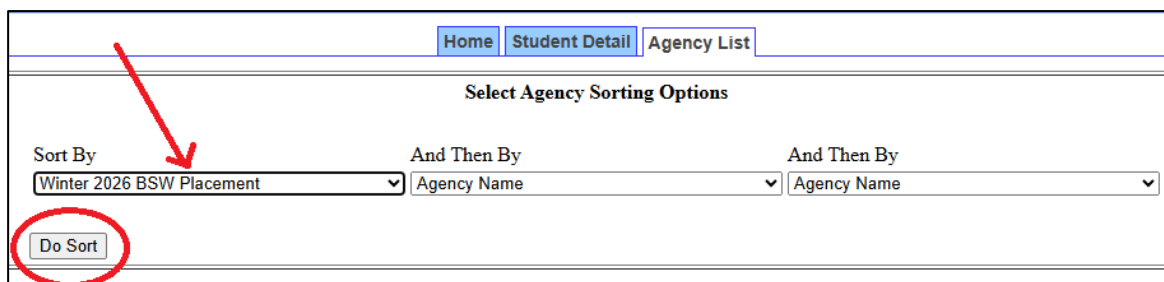 Home Student Detail Agency List
Select Agency Sorting Options
Sort By And Then By And Then By
Winter 2026 BSW Placement Agency Name Agency Name
Do Sort